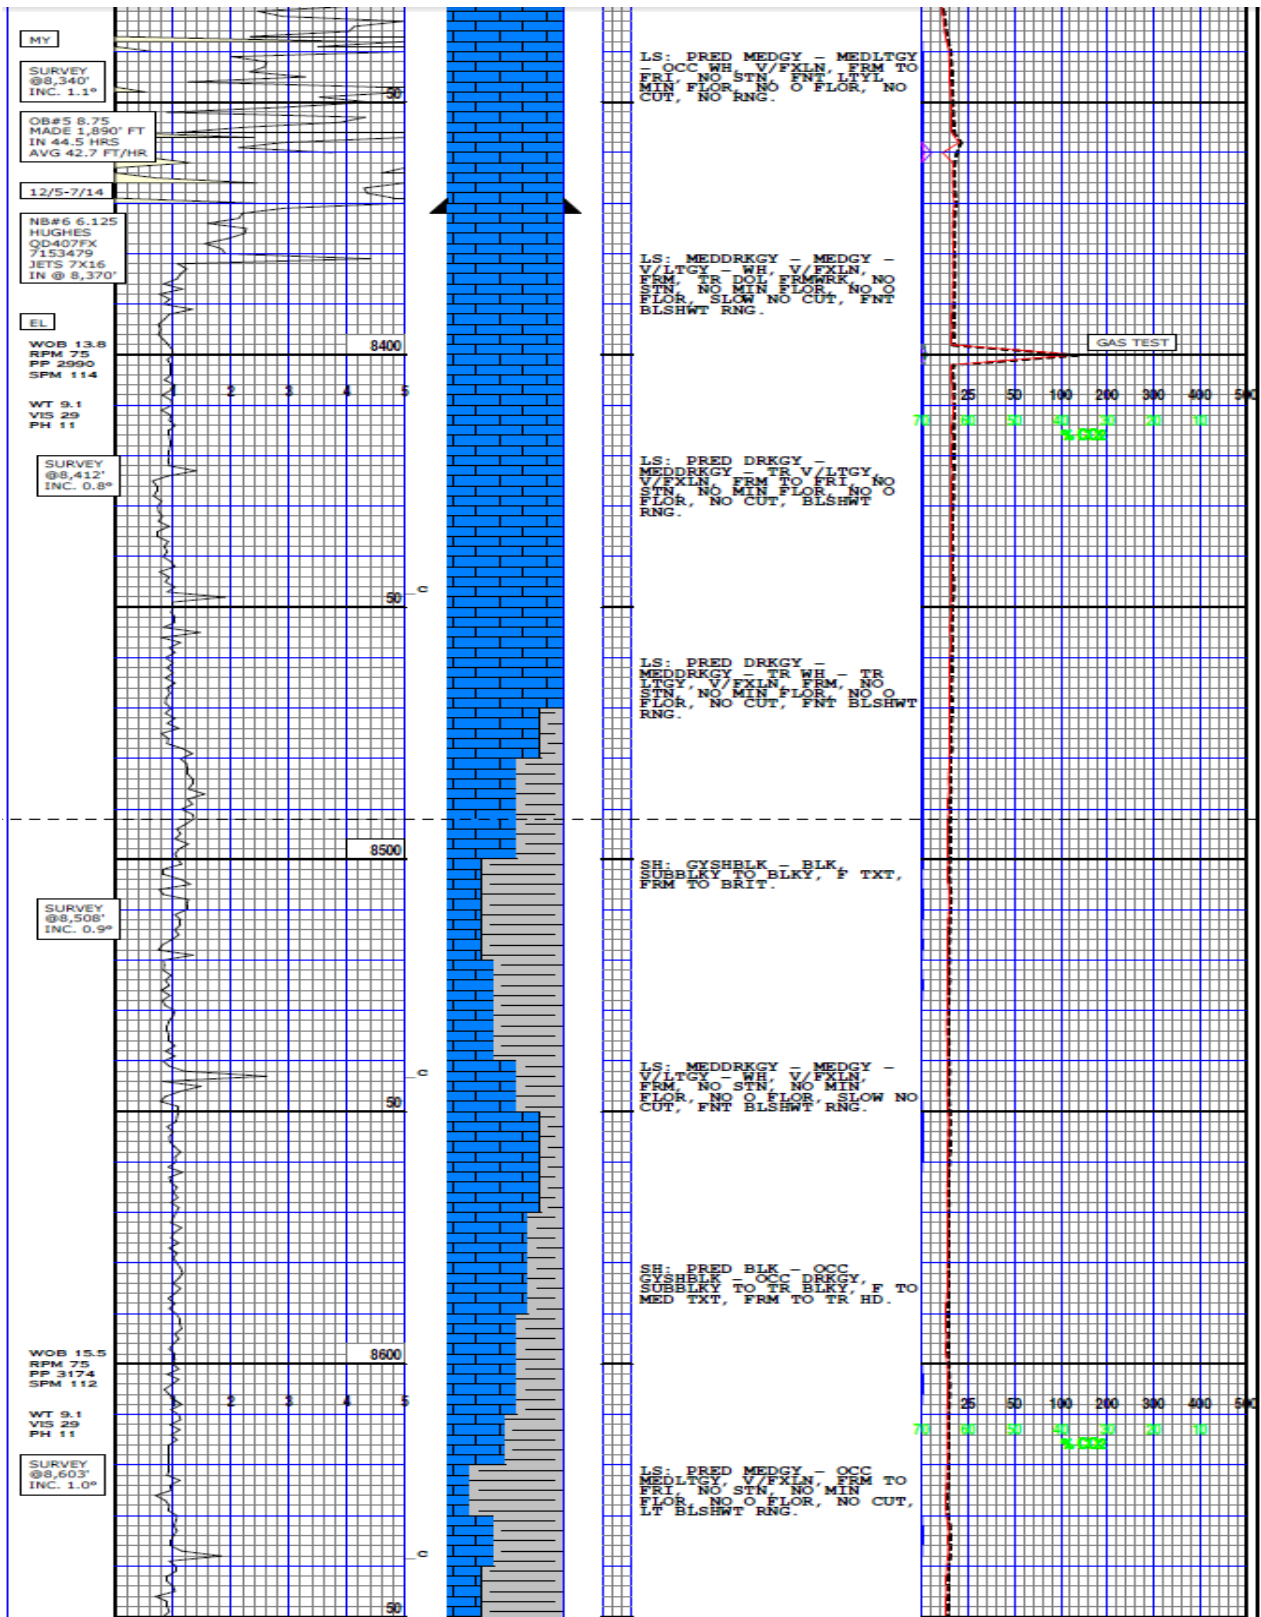 MY
SURVEY
@8,340'
INC. 1.1°
50
OB#5 8.75
MADE 1,890' FT
IN 44.5 HRS
AVG 42.7 FT/HR
12/5-7/14
NB#6 6.125
HUGHES
QD407FX
7153479
JETS 7X16
IN @ 8,370'
EL
WOB 13.8
RPM 75
PP 2990
SPM 114
WT 9.1
VIS 29
PH 11
8400
1 2 3 4 5
SURVEY
@8,412'
INC. 0.8°
50
C
8500
SURVEY
@8,508'
INC. 0.9°
C
50
WOB 15.5
RPM 75
PP 3174
SPM 112
WT 9.1
VIS 29
PH 11
8600
2 3 4 5
SURVEY
@8,603'
INC. 1.0°
C
50
LS: PRED MEDGY – MEDLTGY
– OCC WH, V/FXLN, FRM TO
FRI, NO STN, FNT LTYL
MIN FLOR, NO O FLOR, NO
CUT, NO RNG.
LS: MEDDRKGY – MEDGY –
V/LTGY – WH, V/FXLN,
FRM, TR DOL FRMWRK, NO
STN, NO MIN FLOR, NO O
FLOR, SLOW NO CUT, FNT
BLSHWT RNG.
LS: PRED DRKGY –
MEDDRKGY – TR V/LTGY,
V/FXLN, FRM TO FRI, NO
STN, NO MIN FLOR, NO O
FLOR, NO CUT, BLSHWT
RNG.
LS: PRED DRKGY –
MEDDRKGY – TR WH – TR
LTGY, V/FXLN, FRM, NO
STN, NO MIN FLOR, NO O
FLOR, NO CUT, FNT BLSHWT
RNG.
SH: GYSHBLK – BLK,
SUBBLKY TO BLKY, F TXT,
FRM TO BRIT.
LS: MEDDRKGY – MEDGY –
V/LTGY – WH, V/FXLN,
FRM, NO STN, NO MIN
FLOR, NO O FLOR, SLOW NO
CUT, FNT BLSHWT RNG.
SH: PRED BLK – OCC
GYSHBLK – OCC DRKGY,
SUBBLKY TO TR BLKY, F TO
MED TXT, FRM TO TR HD.
LS: PRED MEDGY – OCC
MEDLTGY, V/FXLN, FRM TO
FRI, NO STN, NO MIN
FLOR, NO O FLOR, NO CUT,
LT BLSHWT RNG.
GAS TEST
25 50 100 200 300 400 500
70 60 50 40 30 20 10
% CO2
25 50 100 200 300 400 500
70 60 50 40 30 20 10
% CO2